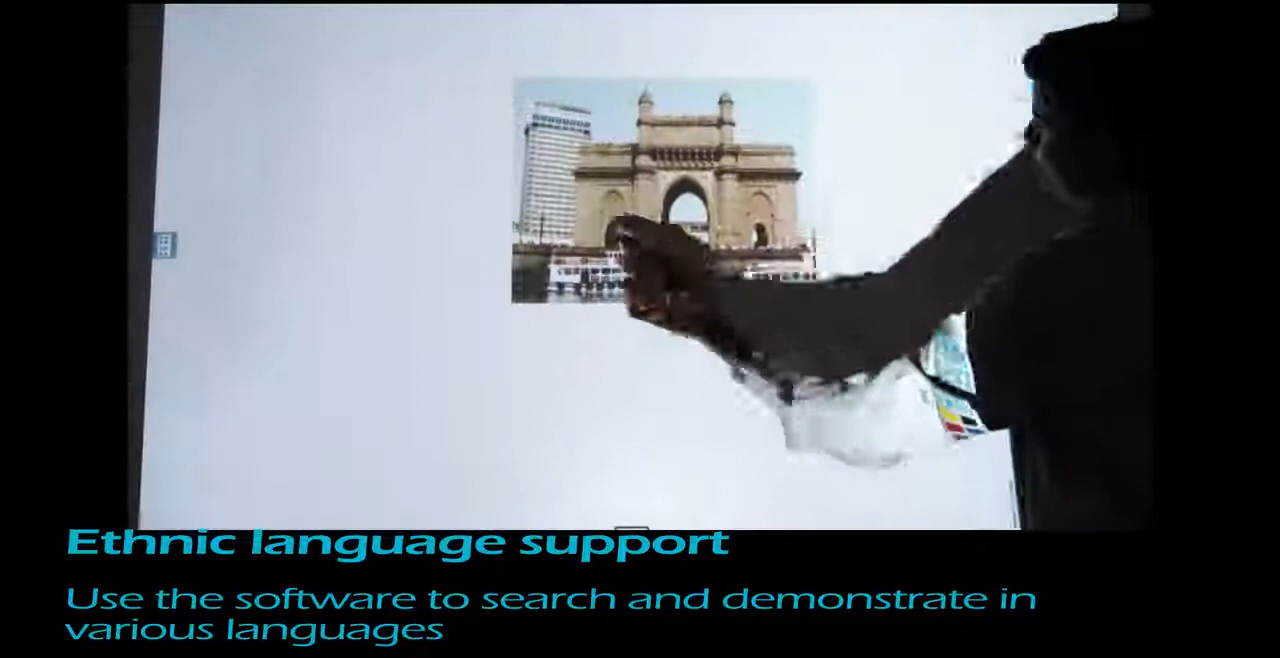 Ethnic language support
Use the software to search and demonstrate in
various languages